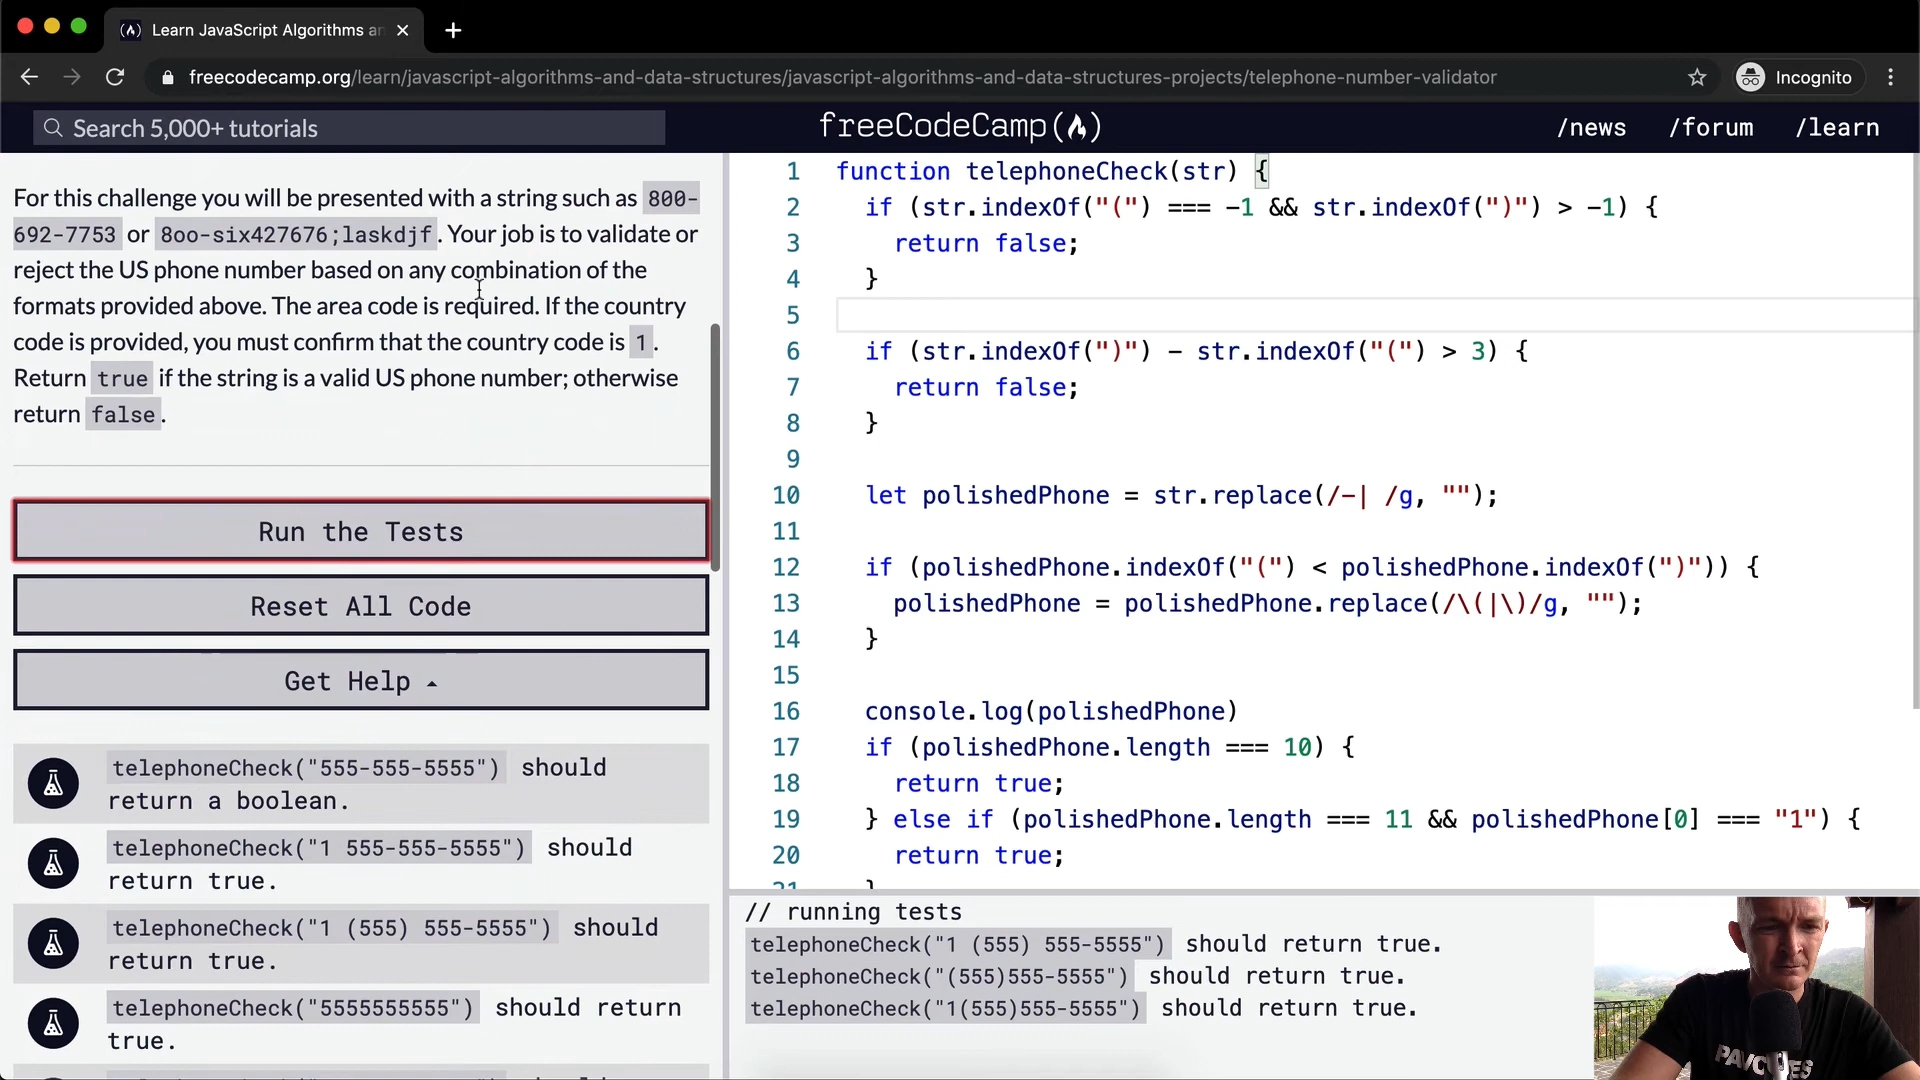 Learn JavaScript Algorithms an
freecodecamp.org/learn/javascript-algorithms-and-data-structures/javascript-algorithms-and-data-structures-projects/telephone-number-validator
Incognito
Search 5,000+ tutorials
freeCodeCamp
/news /forum /learn
For this challenge you will be presented with a string such as 800-
692-7753 or 8oo-six427676;laskdjf. Your job is to validate or
reject the US phone number based on any combination of the
formats provided above. The area code is required. If the country
code is provided, you must confirm that the country code is 1.
Return true if the string is a valid US phone number; otherwise
return false.
Run the Tests
Reset All Code
Get Help
telephoneCheck("555-555-5555") should
return a boolean.
telephoneCheck("1 555-555-5555") should
return true.
telephoneCheck("1 (555) 555-5555") should
return true.
telephoneCheck("5555555555") should return
true.
1 function telephoneCheck(str) {
2 if (str.indexOf("(") === -1 && str.indexOf(")") > -1) {
3 return false;
4 }
5
6 if (str.indexOf(")") - str.indexOf("(") > 3) {
7 return false;
8 }
9
10 let polishedPhone = str.replace(/-| /g, "");
11
12 if (polishedPhone.indexOf("(") < polishedPhone.indexOf(")")) {
13 polishedPhone = polishedPhone.replace(/\(|\)/g, "");
14 }
15
16 console.log(polishedPhone)
17 if (polishedPhone.length === 10) {
18 return true;
19 } else if (polishedPhone.length === 11 && polishedPhone[0] === "1") {
20 return true;
21 }
// running tests
telephoneCheck("1 (555) 555-5555") should return true.
telephoneCheck("(555)555-5555") should return true.
telephoneCheck("1(555)555-5555") should return true.